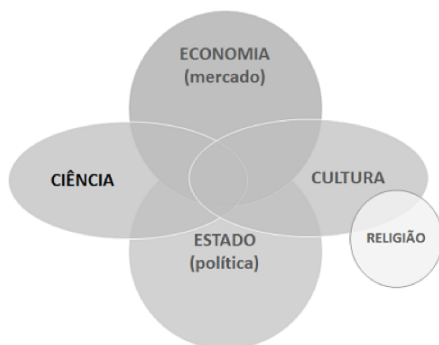 ECONOMIA
(mercado)
CIÊNCIA
CULTURA
ESTADO
(política)
RELIGIÃO